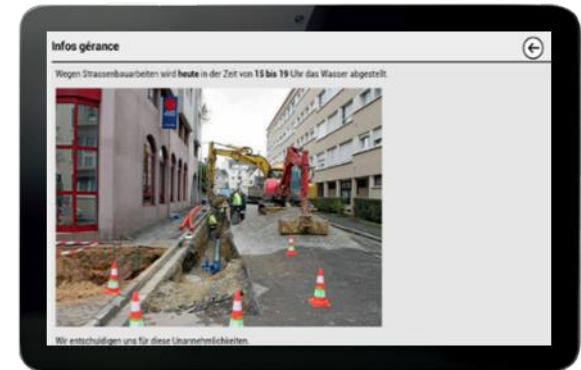 Infos gérance
Wegen Strassenbauarbeiten wird heute in der Zeit von 15 bis 19 Uhr das Wasser abgestellt.
Wir entschuldigen uns für diese Unannehmlichkeiten.